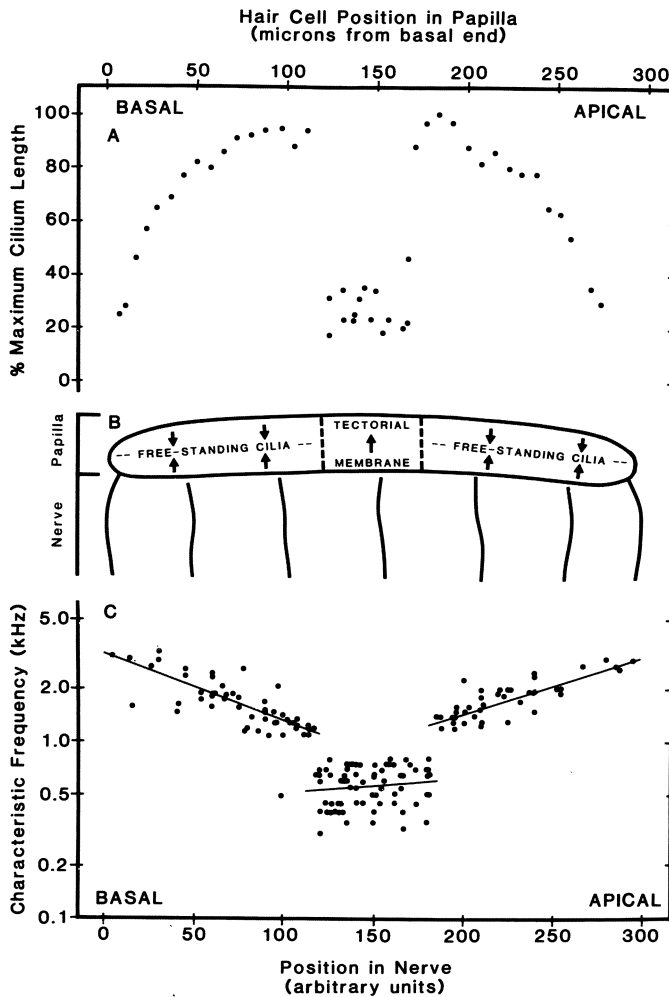 Hair Cell Position in Papilla
(microns from basal end)
0 50 100 150 200 250 300
BASAL APICAL
A
100
80
60
40
20
0
% Maximum Cilium Length
B
Papilla
TECTORIAL
-- FREE-STANDING CILIA -- -- FREE-STANDING CILIA --
MEMBRANE
Nerve
C
5.0
2.0
1.0
0.5
0.2
0.1
Characteristic Frequency (kHz)
BASAL APICAL
0 50 100 150 200 250 300
Position in Nerve
(arbitrary units)